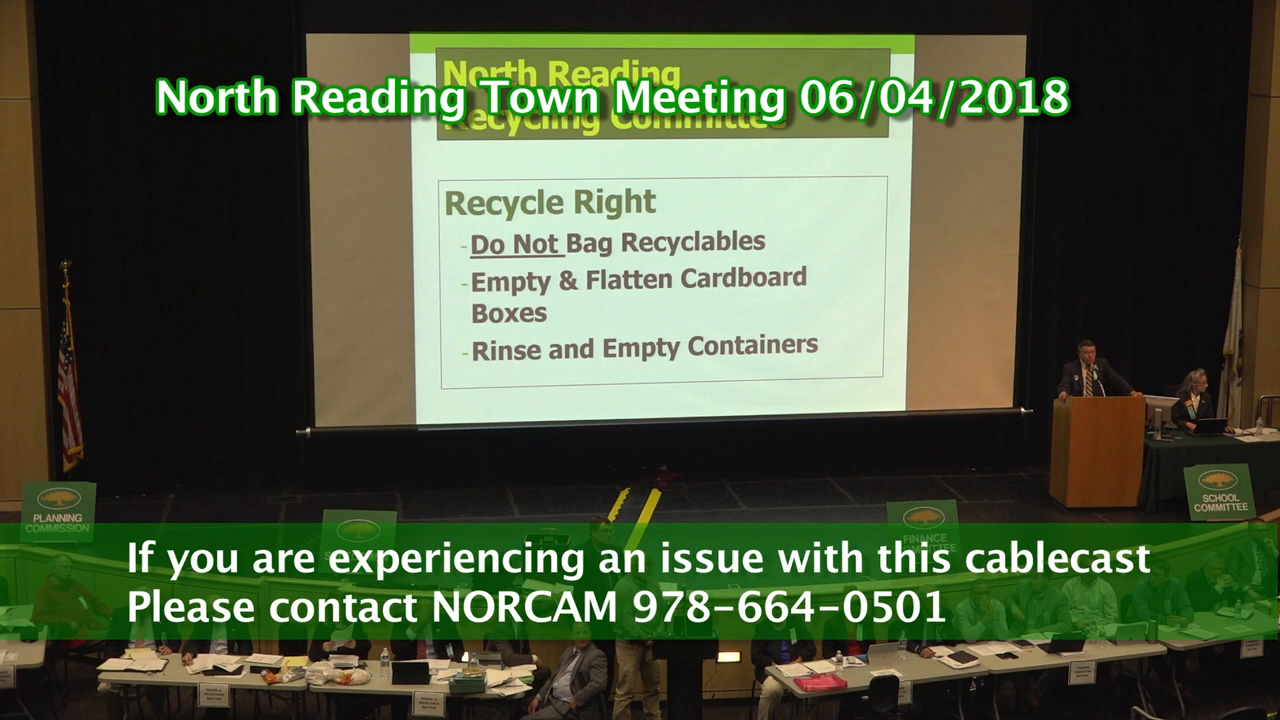 North Reading
North Reading Town Meeting 06/04/2018
Recycling Committee
Recycle Right
-Do Not Bag Recyclables
-Empty & Flatten Cardboard
Boxes
-Rinse and Empty Containers
PLANNING
COMMISSION
SCHOOL
COMMITTEE
FINANCE
COMMITTEE
If you are experiencing an issue with this cablecast
Please contact NORCAM 978-664-0501